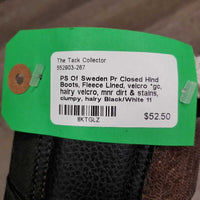 The Tack Collector
552903-267
PS Of Sweden Pr Closed Hind
Boots, Fleece Lined, velcro *gc,
hairy velcro, mnr dirt & stains,
clumpy, hairy Black/White 11
$52.50
8KTGLZ